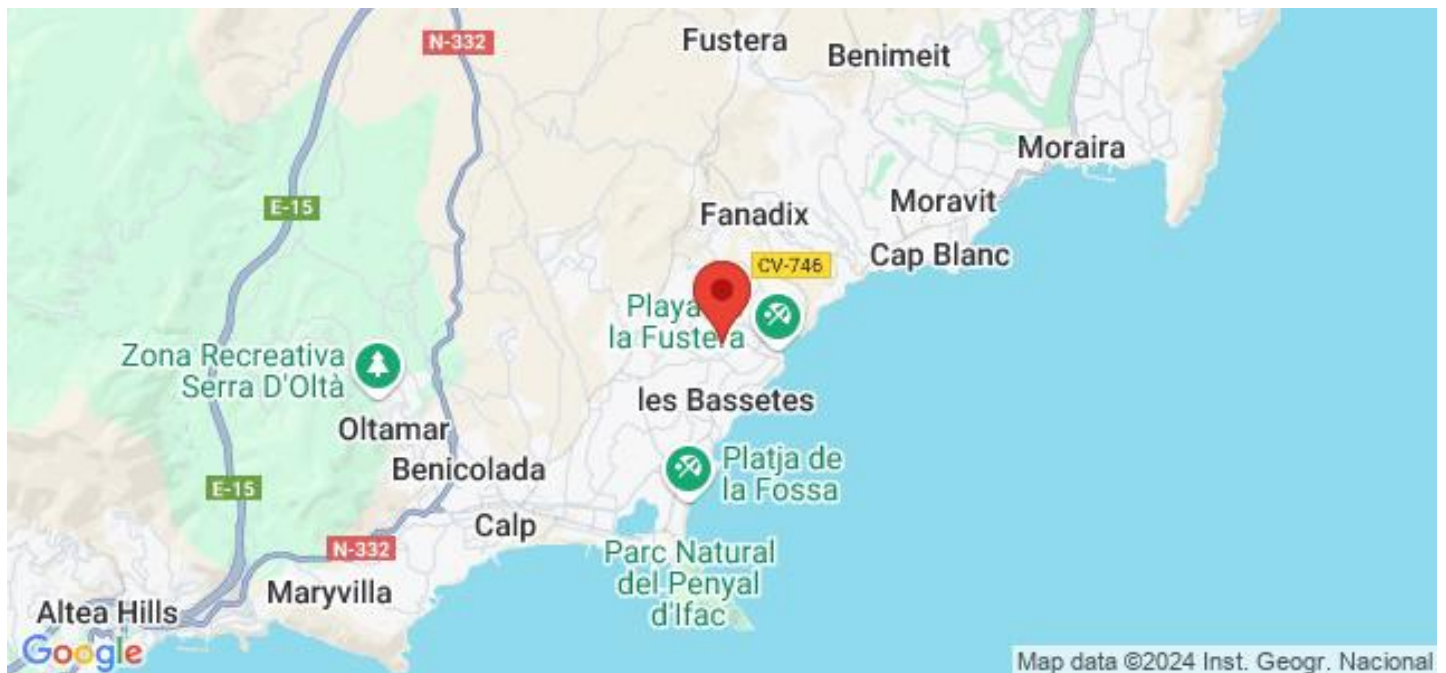 N-332
Fustera
Benimeit
Moraira
E-15
Moravit
Fanadix
Cap Blanc
CV-746
Playa
la Fustera
Zona Recreativa
Serra D'Oltà
les Bassetes
Oltamar
Benicolada
Platja de
la Fossa
E-15
Calp
N-332
Parc Natural
del Penyal
d'Ifac
Maryvilla
Altea Hills
Google
Map data ©2024 Inst. Geogr. Nacional